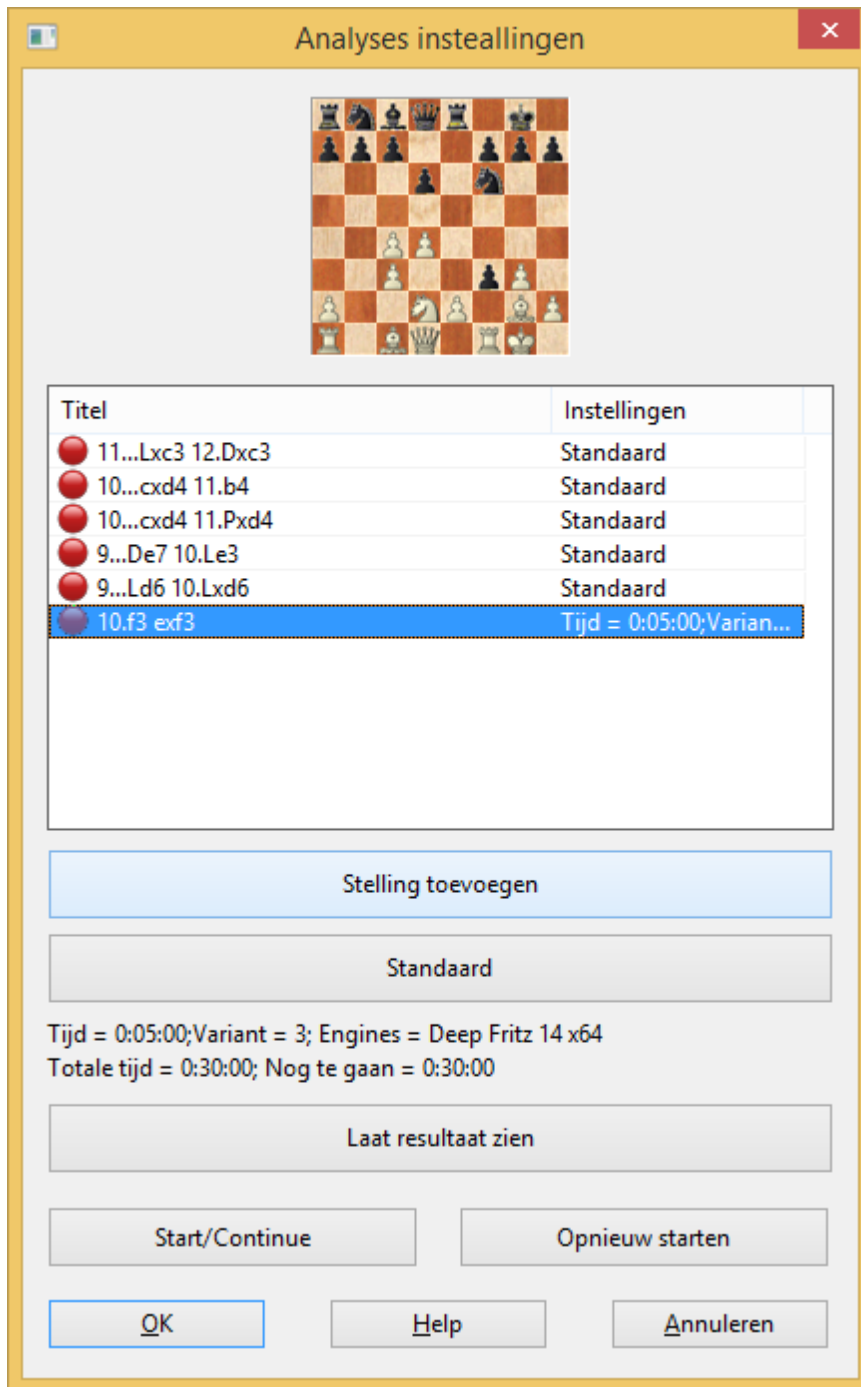 Analyses insteallingen
Titel Instellingen
11...Lxc3 12.Dxc3 Standaard
10...cxd4 11.b4 Standaard
10...cxd4 11.Pxd4 Standaard
9...De7 10.Le3 Standaard
9...Ld6 10.Lxd6 Standaard
10.f3 exf3 Tijd = 0:05:00;Varian...
Stelling toevoegen
Standaard
Tijd = 0:05:00;Variant = 3; Engines = Deep Fritz 14 x64
Totale tijd = 0:30:00; Nog te gaan = 0:30:00
Laat resultaat zien
Start/Continue Opnieuw starten
OK Help Annuleren